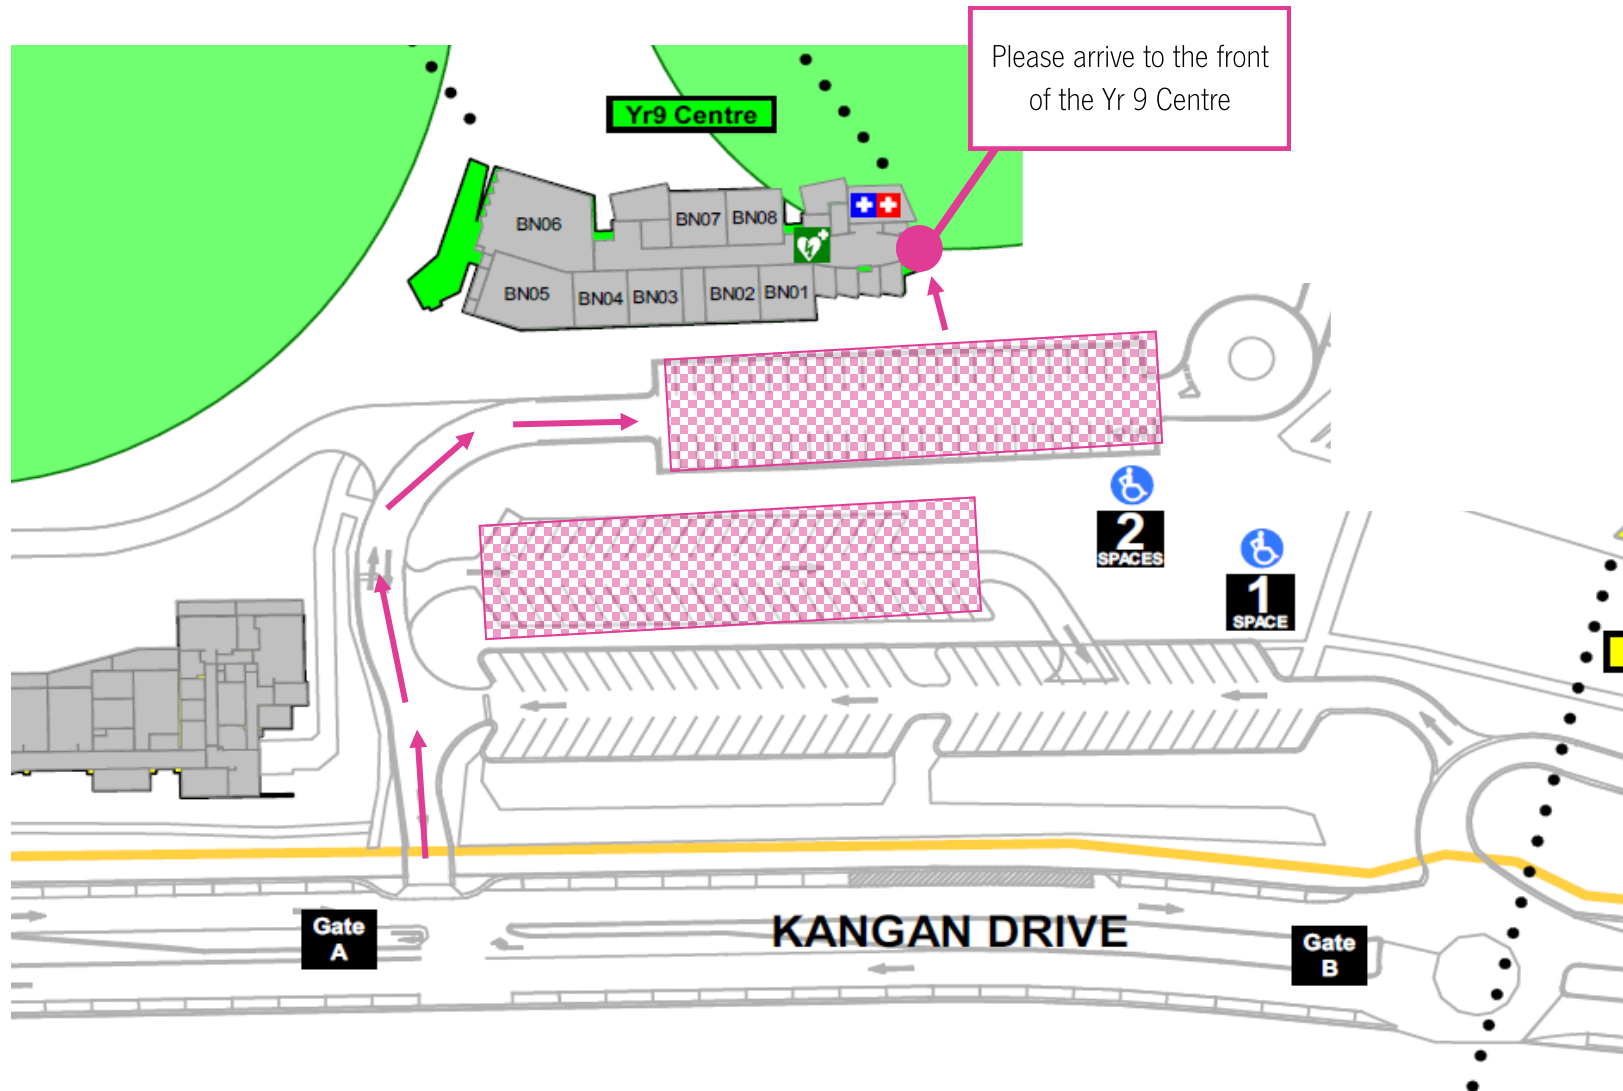 Please arrive to the front
of the Yr 9 Centre
Yr9 Centre
BN06
BN07
BN08
BN05
BN04
BN03
BN02
BN01
2
SPACES
1
SPACE
Gate
A
KANGAN DRIVE
Gate
B